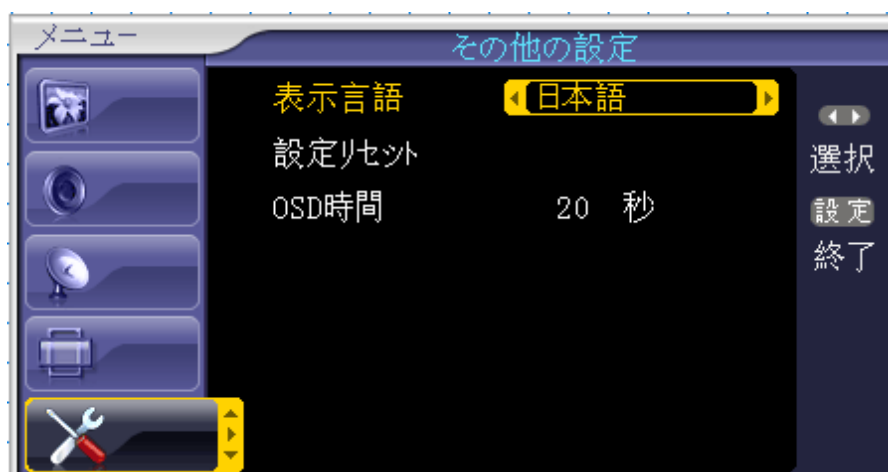 メニュー
その他の設定
表示言語 日本語
設定リセット
OSD時間 20 秒
選択
設定
終了